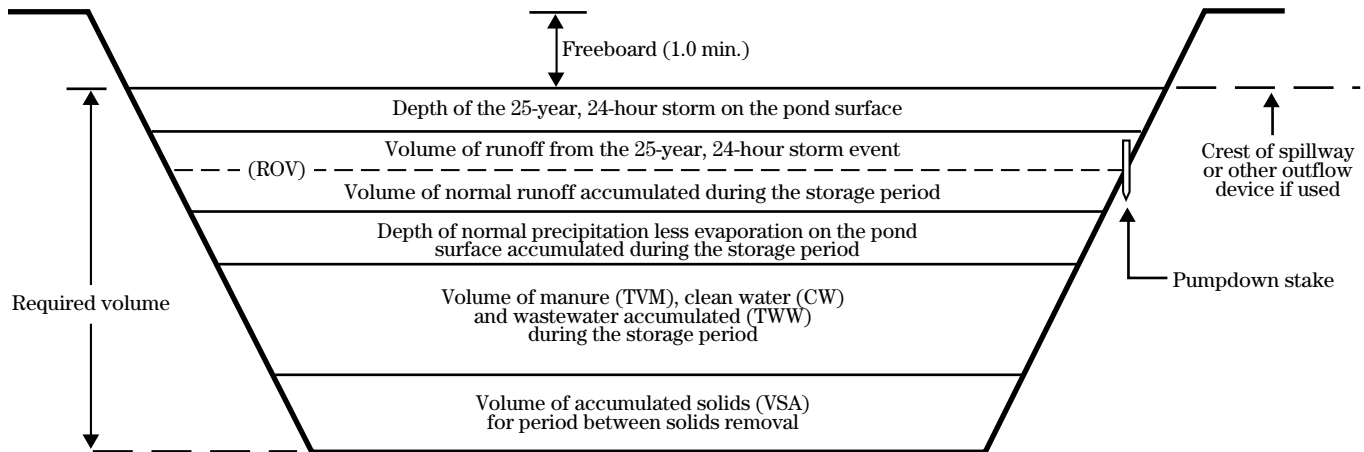 Freeboard (1.0 min.)
Depth of the 25-year, 24-hour storm on the pond surface
Volume of runoff from the 25-year, 24-hour storm event
(ROV)
Volume of normal runoff accumulated during the storage period
Depth of normal precipitation less evaporation on the pond
surface accumulated during the storage period
Crest of spillway
or other outflow
device if used
Pumpdown stake
Required volume
Volume of manure (TVM), clean water (CW)
and wastewater accumulated (TWW)
during the storage period
Volume of accumulated solids (VSA)
for period between solids removal